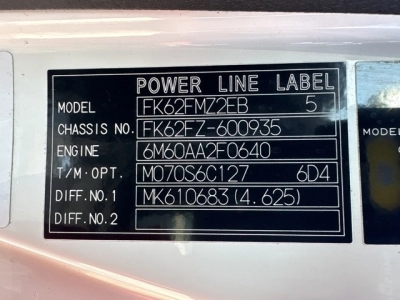 POWER LINE LABEL
MODEL FK62FMZ2EB 5
CHASSIS NO. FK62FZ-600935
ENGINE 6M60AA2F0640
T/M·OPT. M070S6C127 6D4
DIFF.NO.1 MK610683(4.625)
DIFF.NO.2
MODEL